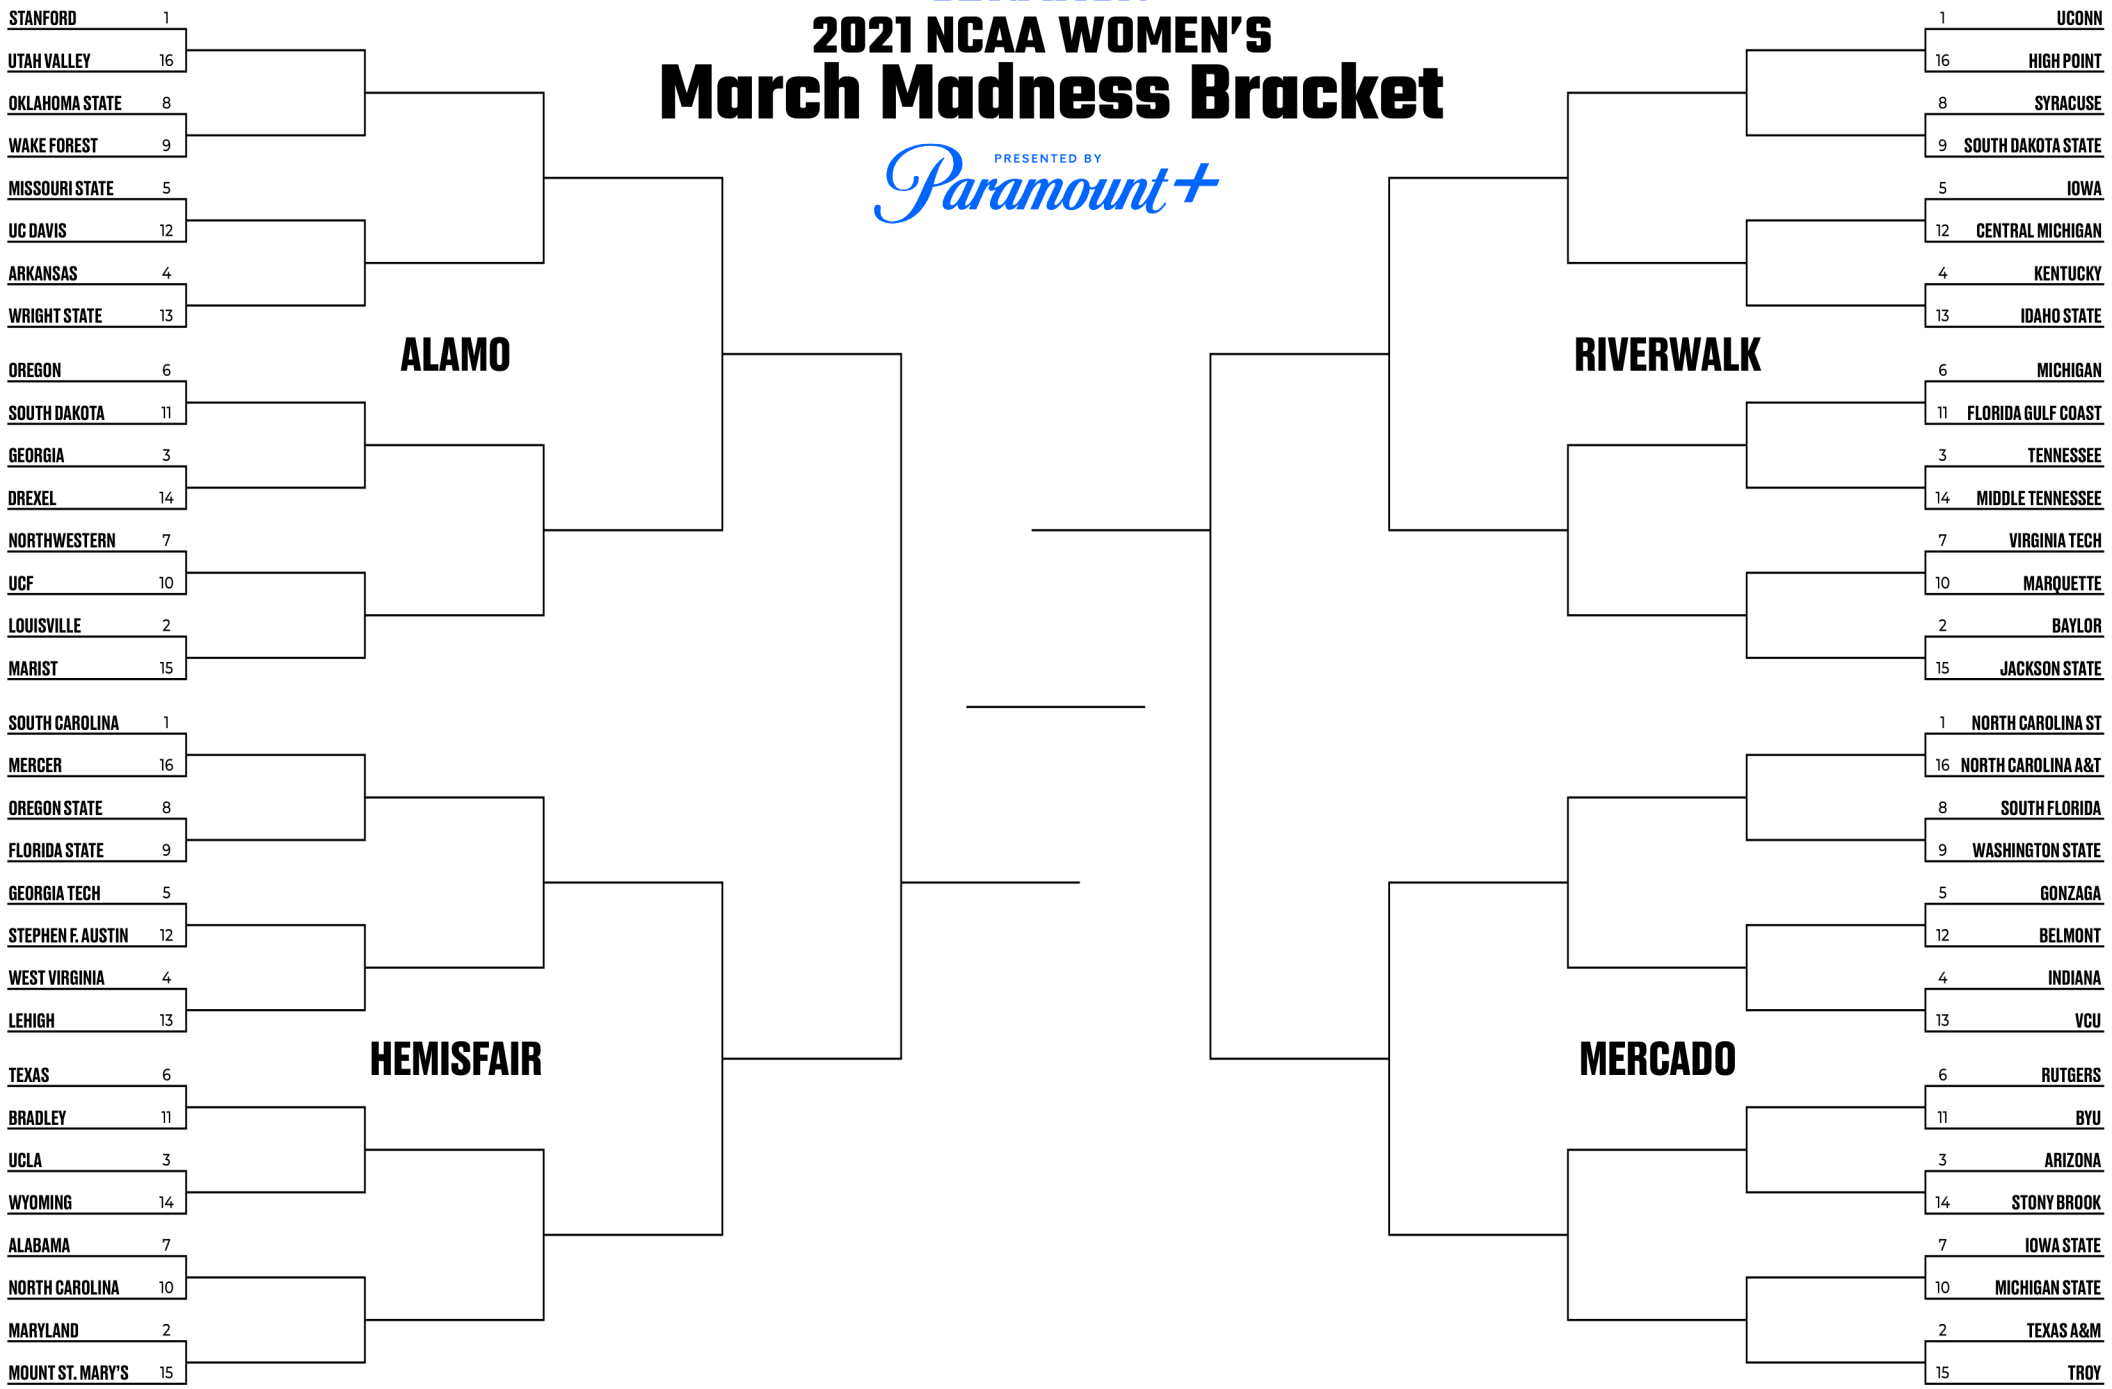 2021 NCAA WOMEN'S
March Madness Bracket
PRESENTED BY
Paramount+
STANFORD 1
UTAH VALLEY 16
OKLAHOMA STATE 8
WAKE FOREST 9
MISSOURI STATE 5
UC DAVIS 12
ARKANSAS 4
WRIGHT STATE 13
ALAMO
OREGON 6
SOUTH DAKOTA 11
GEORGIA 3
DREXEL 14
NORTHWESTERN 7
UCF 10
LOUISVILLE 2
MARIST 15
SOUTH CAROLINA 1
MERCER 16
OREGON STATE 8
FLORIDA STATE 9
GEORGIA TECH 5
STEPHEN F. AUSTIN 12
WEST VIRGINIA 4
LEHIGH 13
HEMISFAIR
TEXAS 6
BRADLEY 11
UCLA 3
WYOMING 14
ALABAMA 7
NORTH CAROLINA 10
MARYLAND 2
MOUNT ST. MARY'S 15
1 UCONN
16 HIGH POINT
8 SYRACUSE
9 SOUTH DAKOTA STATE
5 IOWA
12 CENTRAL MICHIGAN
4 KENTUCKY
13 IDAHO STATE
RIVERWALK
6 MICHIGAN
11 FLORIDA GULF COAST
3 TENNESSEE
14 MIDDLE TENNESSEE
7 VIRGINIA TECH
10 MARQUETTE
2 BAYLOR
15 JACKSON STATE
1 NORTH CAROLINA ST
16 NORTH CAROLINA A&T
8 SOUTH FLORIDA
9 WASHINGTON STATE
5 GONZAGA
12 BELMONT
4 INDIANA
13 VCU
MERCADO
6 RUTGERS
11 BYU
3 ARIZONA
14 STONY BROOK
7 IOWA STATE
10 MICHIGAN STATE
2 TEXAS A&M
15 TROY